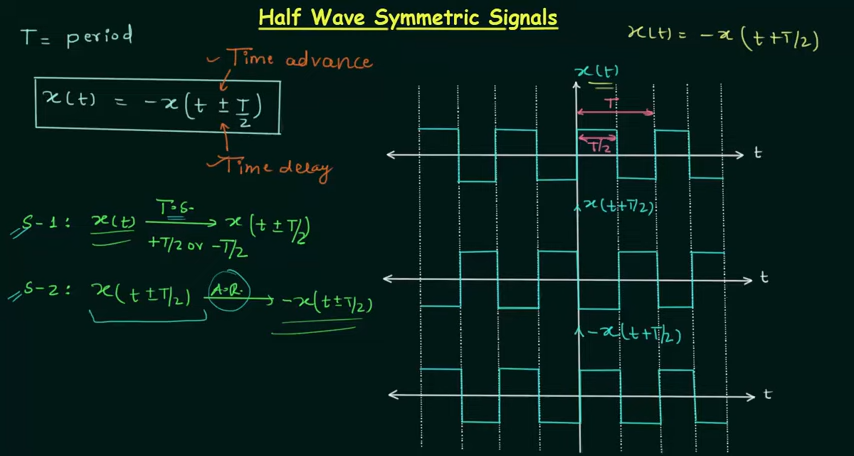 Half Wave Symmetric Signals
T = period
x(t) = -x(t+T/2)
Time advance
x(t) = -x(t ± T/2)
Time delay
S-1: x(t) T.S. → x(t ± T/2)
+T/2 or -T/2
S-2: x(t ± T/2) A.R. → -x(t ± T/2)
x(t)
T
T/2
t
x(t+T/2)
t
-x(t+T/2)
t